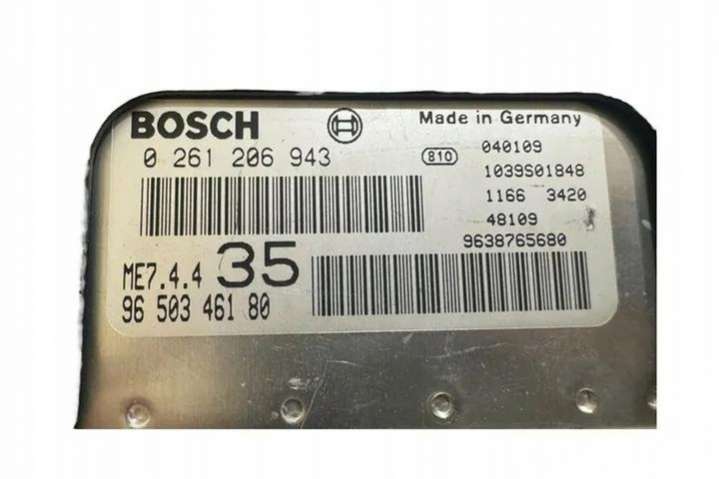 BOSCH
Made in Germany
0 261 206 943
810
040109
1039S01848
1166 3420
48109
9638765680
ME7.4.4 35
96 503 461 80